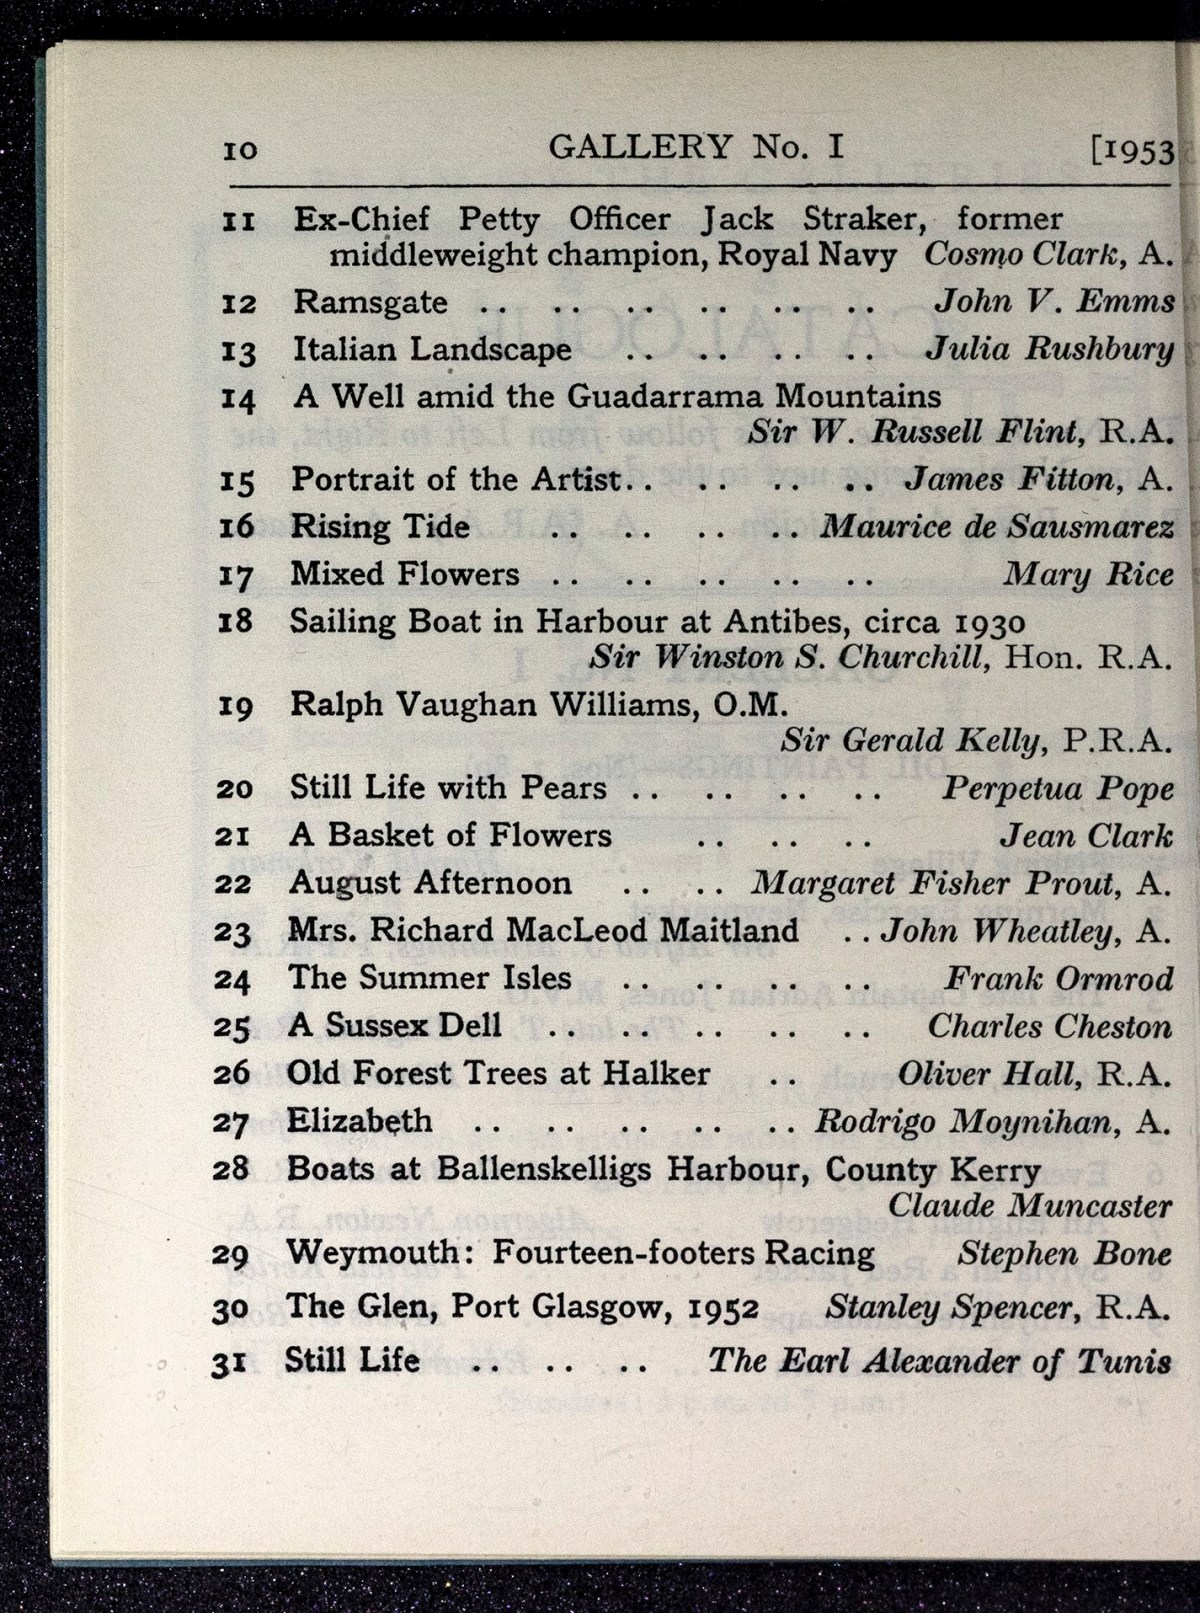 10 GALLERY No. I [1953
11 Ex-Chief Petty Officer Jack Straker, former
middleweight champion, Royal Navy Cosmo Clark, A.
12 Ramsgate .. .. .. .. .. .. John V. Emms
13 Italian Landscape .. .. .. .. Julia Rushbury
14 A Well amid the Guadarrama Mountains
Sir W. Russell Flint, R.A.
15 Portrait of the Artist.. .. .. .. James Fitton, A.
16 Rising Tide .. .. .. .. Maurice de Sausmarez
17 Mixed Flowers .. .. .. .. .. Mary Rice
18 Sailing Boat in Harbour at Antibes, circa 1930
Sir Winston S. Churchill, Hon. R.A.
19 Ralph Vaughan Williams, O.M.
Sir Gerald Kelly, P.R.A.
20 Still Life with Pears .. .. .. .. Perpetua Pope
21 A Basket of Flowers .. .. .. Jean Clark
22 August Afternoon .. .. Margaret Fisher Prout, A.
23 Mrs. Richard MacLeod Maitland .. John Wheatley, A.
24 The Summer Isles .. .. .. .. Frank Ormrod
25 A Sussex Dell .. .. .. .. .. Charles Cheston
26 Old Forest Trees at Halker .. Oliver Hall, R.A.
27 Elizabeth .. .. .. .. .. Rodrigo Moynihan, A.
28 Boats at Ballenskelligs Harbour, County Kerry
Claude Muncaster
29 Weymouth: Fourteen-footers Racing Stephen Bone
30 The Glen, Port Glasgow, 1952 Stanley Spencer, R.A.
31 Still Life .. .. .. The Earl Alexander of Tunis